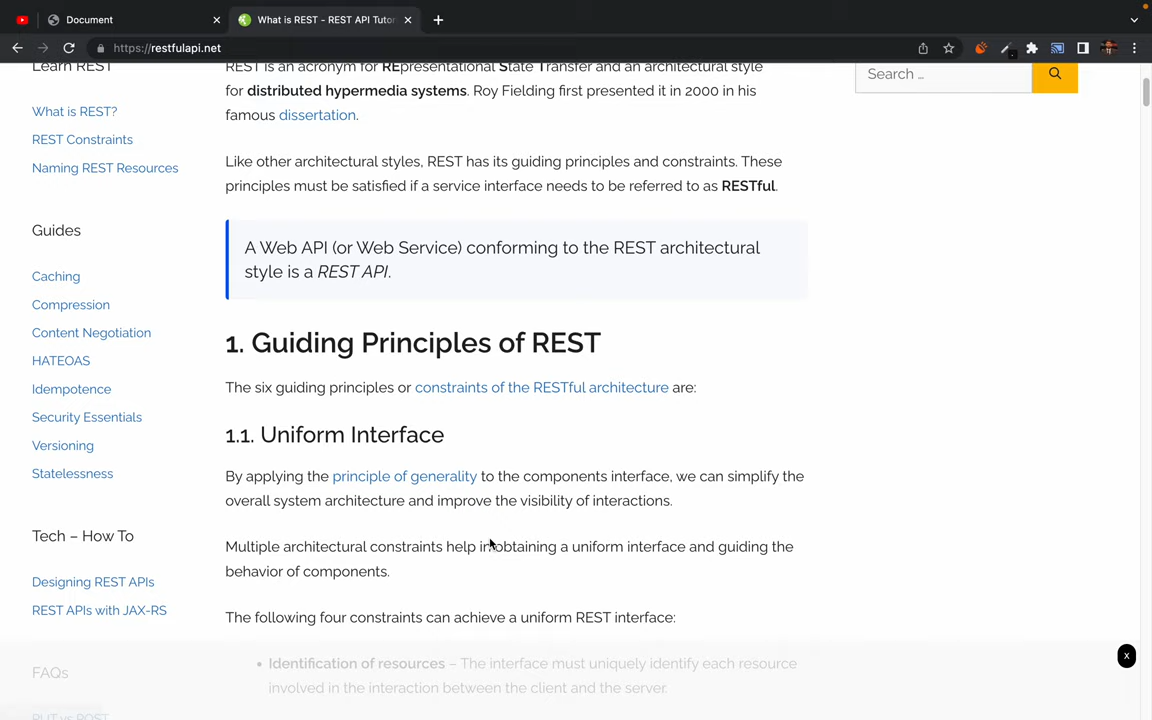 Document
What is REST - REST API Tutor
https://restfulapi.net
Learn REST
What is REST?
REST Constraints
Naming REST Resources
Guides
Caching
Compression
Content Negotiation
HATEOAS
Idempotence
Security Essentials
Versioning
Statelessness
Tech – How To
Designing REST APIs
REST APIs with JAX-RS
FAQs
PUT vs POST
REST is an acronym for REpresentational State Transfer and an architectural style
for distributed hypermedia systems. Roy Fielding first presented it in 2000 in his
famous dissertation.
Like other architectural styles, REST has its guiding principles and constraints. These
principles must be satisfied if a service interface needs to be referred to as RESTful.
A Web API (or Web Service) conforming to the REST architectural
style is a REST API.
1. Guiding Principles of REST
The six guiding principles or constraints of the RESTful architecture are:
1.1. Uniform Interface
By applying the principle of generality to the components interface, we can simplify the
overall system architecture and improve the visibility of interactions.
Multiple architectural constraints help in obtaining a uniform interface and guiding the
behavior of components.
The following four constraints can achieve a uniform REST interface:
• Identification of resources – The interface must uniquely identify each resource
involved in the interaction between the client and the server.
Search …
x